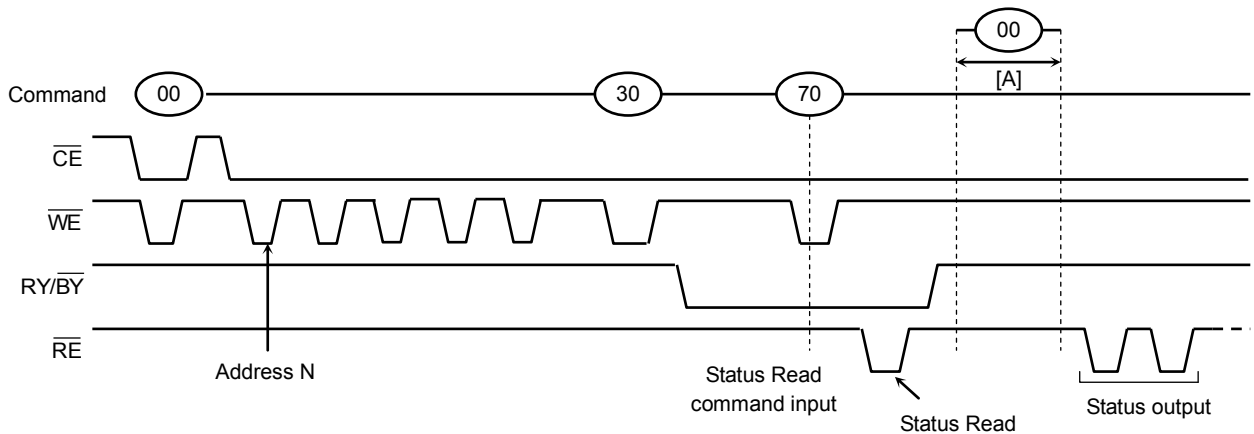 00
[A]
Command 00 30 70
CE
WE
RY/BY
RE
Address N
Status Read
command input
Status Read
Status output